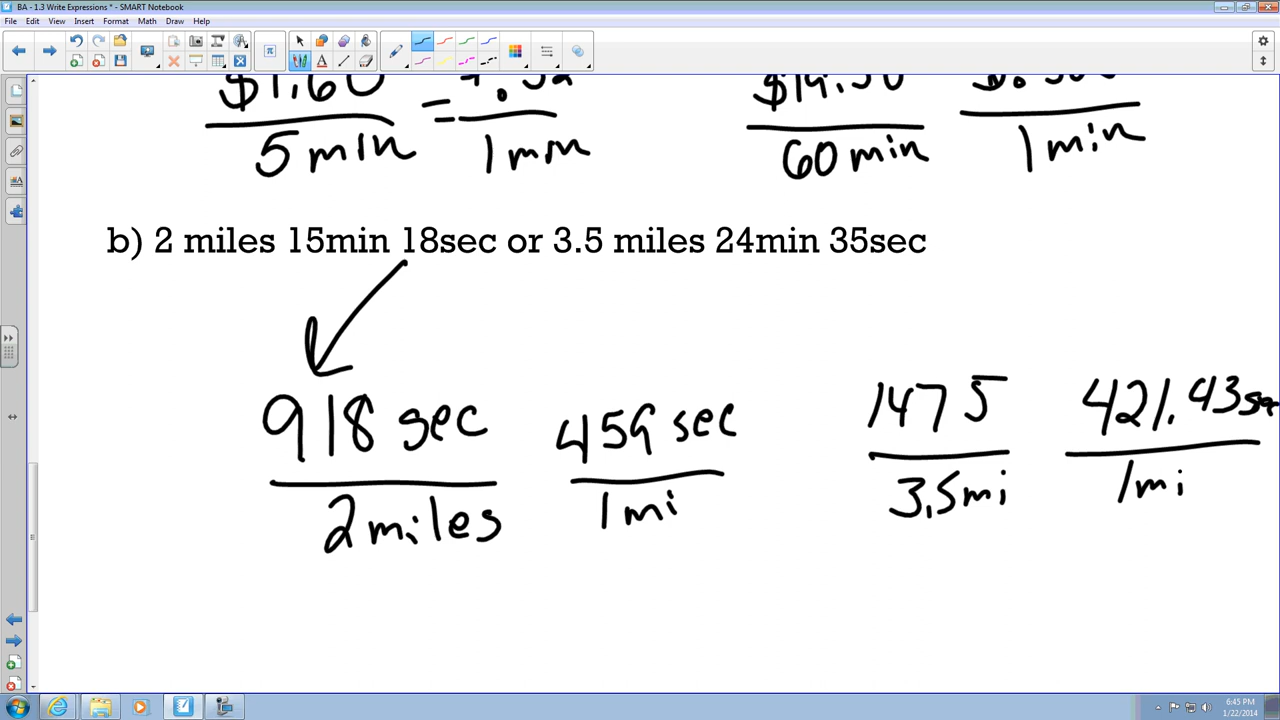 BA - 1.3 Write Expressions * - SMART Notebook
File Edit View Insert Format Math Draw Help
$1.60 =
5 min 1 min
$14.50
60 min 1 min
b) 2 miles 15min 18sec or 3.5 miles 24min 35sec
918 sec 459 sec 1475 421.43 sec
2 miles 1 mi 3.5 mi 1 mi
6:45 PM
1/22/2014